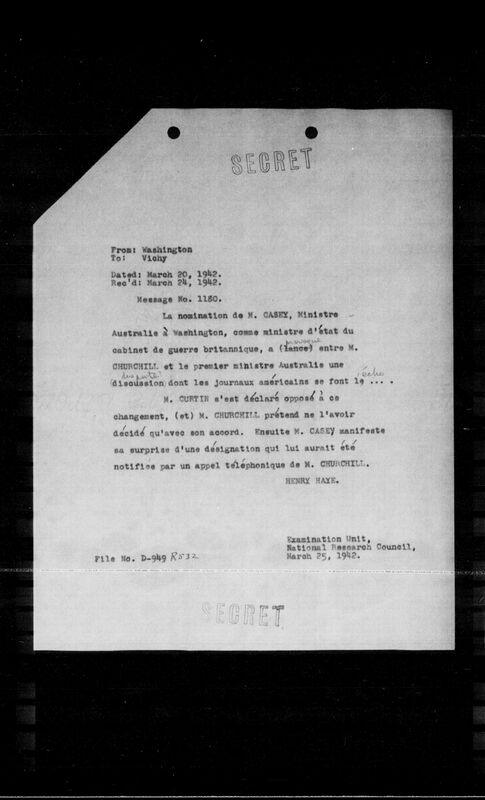 SECRET
From: Washington
To: Vichy
Dated: March 20, 1942.
Rec'd: March 24, 1942.
Message No. 1180.
La nomination de M. CASEY, Ministre
Australie à Washington, comme ministre d'état du
provoqué
cabinet de guerre britannique, a (lance) entre M.
CHURCHILL et le premier ministre Australie une
dispute l'écho
(discussion) dont les journaux américains se font le ... .
M. CURTIN s'est déclaré opposé à ce
changement, (et) M. CHURCHILL prétend ne l'avoir
décidé qu'avec son accord. Ensuite M. CASEY manifeste
sa surprise d'une désignation qui lui aurait été
notifiée par un appel téléphonique de M. CHURCHILL.
HENRY HAYE.
Examination Unit,
National Research Council,
March 25, 1942.
File No. D-949 R532
SECRET